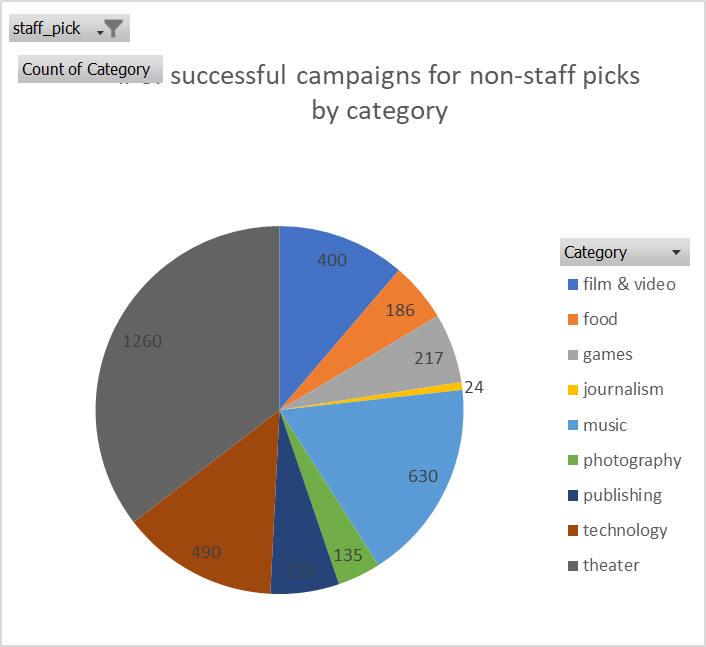 staff_pick
Count of Category
successful campaigns for non-staff picks
by category
400
186
217
24
630
135
490
1260
Category
film & video
food
games
journalism
music
photography
publishing
technology
theater